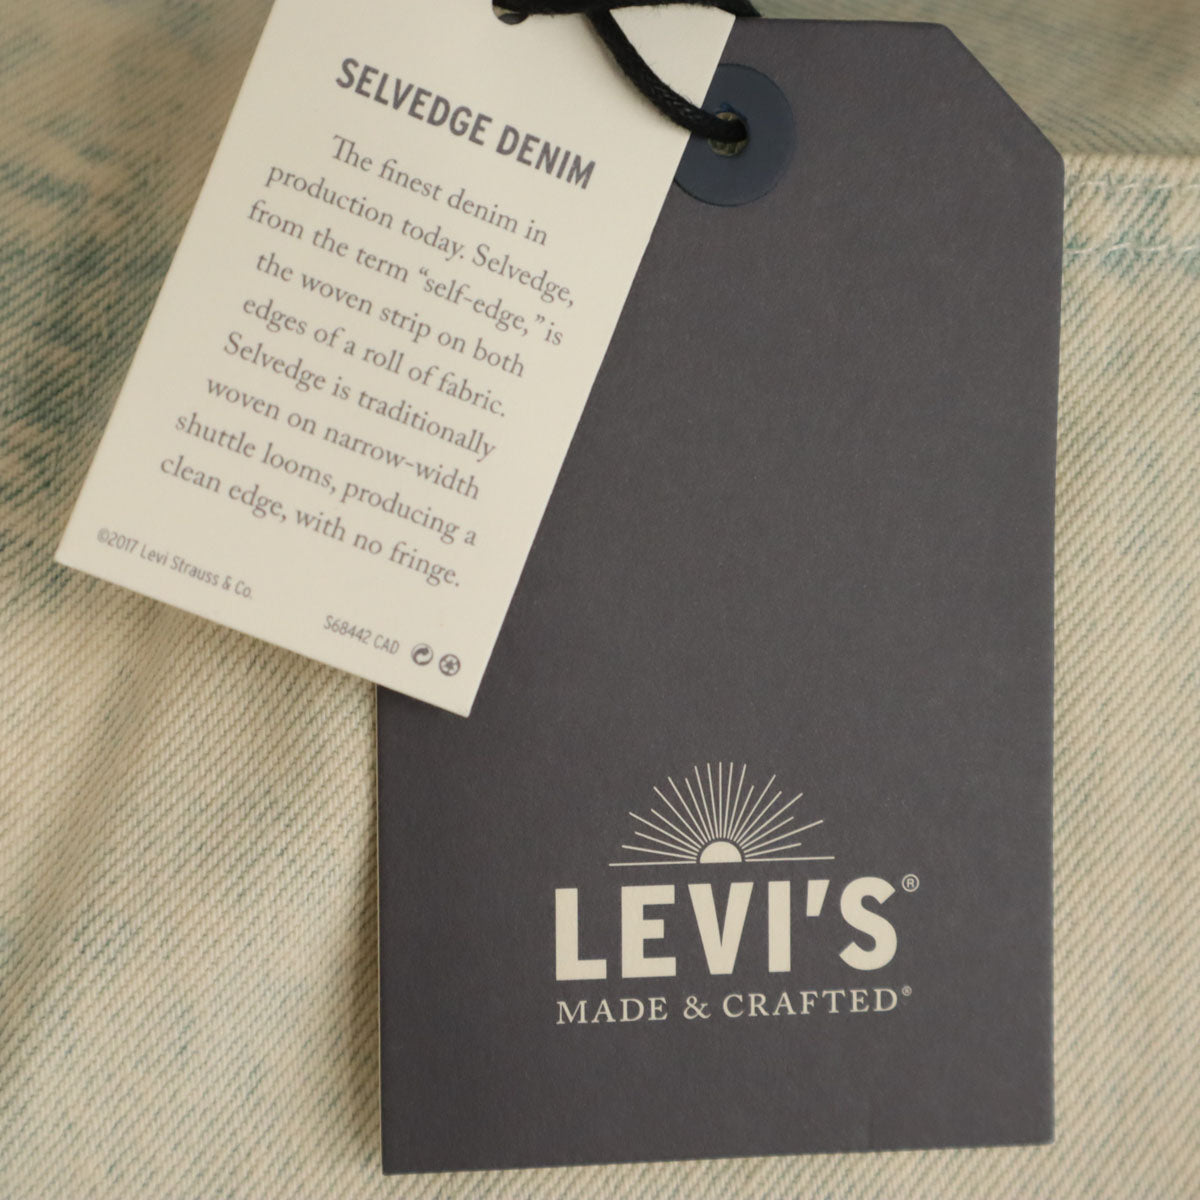 SELVEDGE DENIM
The finest denim in
production today. Selvedge,
from the term “self-edge,” is
the woven strip on both
edges of a roll of fabric.
Selvedge is traditionally
woven on narrow-width
shuttle looms, producing a
clean edge, with no fringe.
©2017 Levi Strauss & Co.
S68442 CAD
LEVI'S®
MADE & CRAFTED®